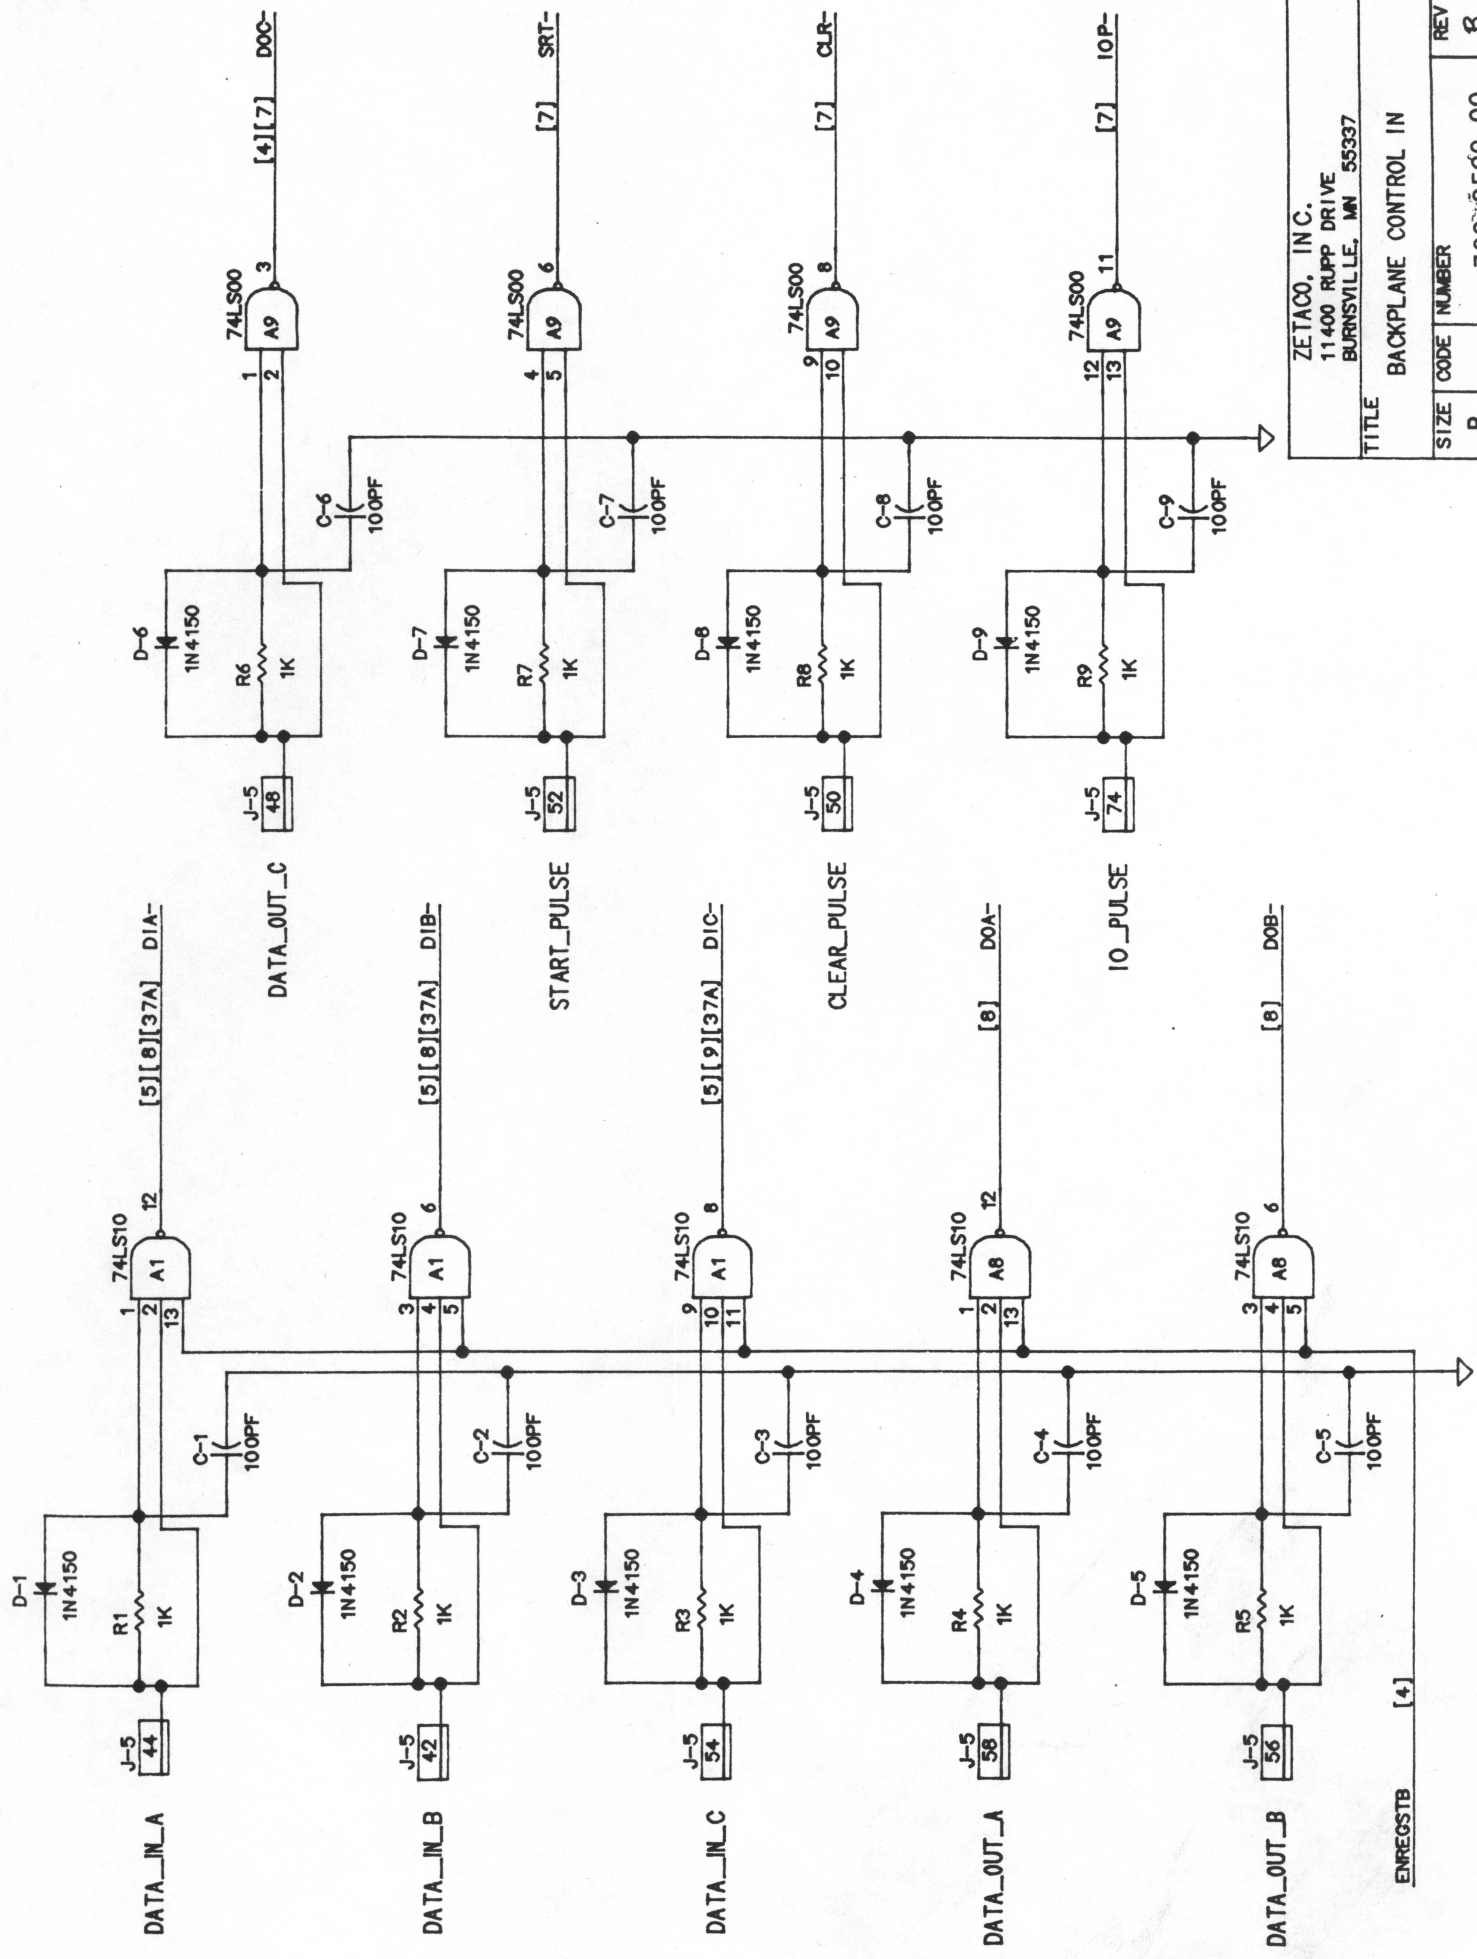 DATA_IN_A
J-5
44
D-1
1N4150
R1
1K
C-1
100PF
1
2
13
74LS10
A1
12
[5][8][37A] DIA-
DATA_IN_B
J-5
42
D-2
1N4150
R2
1K
C-2
100PF
3
4
5
74LS10
A1
6
[5][8][37A] DIB-
DATA_IN_C
J-5
54
D-3
1N4150
R3
1K
C-3
100PF
9
10
11
74LS10
A1
8
[5][9][37A] DIC-
DATA_OUT_A
J-5
58
D-4
1N4150
R4
1K
C-4
100PF
1
2
13
74LS10
A8
12
[8] DOA-
DATA_OUT_B
J-5
56
D-5
1N4150
R5
1K
C-5
100PF
3
4
5
74LS10
A8
6
[8] DOB-
ENREGSTB [4]
DATA_OUT_C
J-5
48
D-6
1N4150
R6
1K
C-6
100PF
1
2
74LS00
A9
3
[4][7] DOC-
START_PULSE
J-5
52
D-7
1N4150
R7
1K
C-7
100PF
4
5
74LS00
A9
6
[7] SRT-
CLEAR_PULSE
J-5
50
D-8
1N4150
R8
1K
C-8
100PF
9
10
74LS00
A9
8
[7] CLR-
IO_PULSE
J-5
74
D-9
1N4150
R9
1K
C-9
100PF
12
13
74LS00
A9
11
[7] IOP-
ZETACO, INC.
11400 RUPP DRIVE
BURNSVILLE, MN 55337
TITLE
BACKPLANE CONTROL IN
SIZE CODE NUMBER REV
B